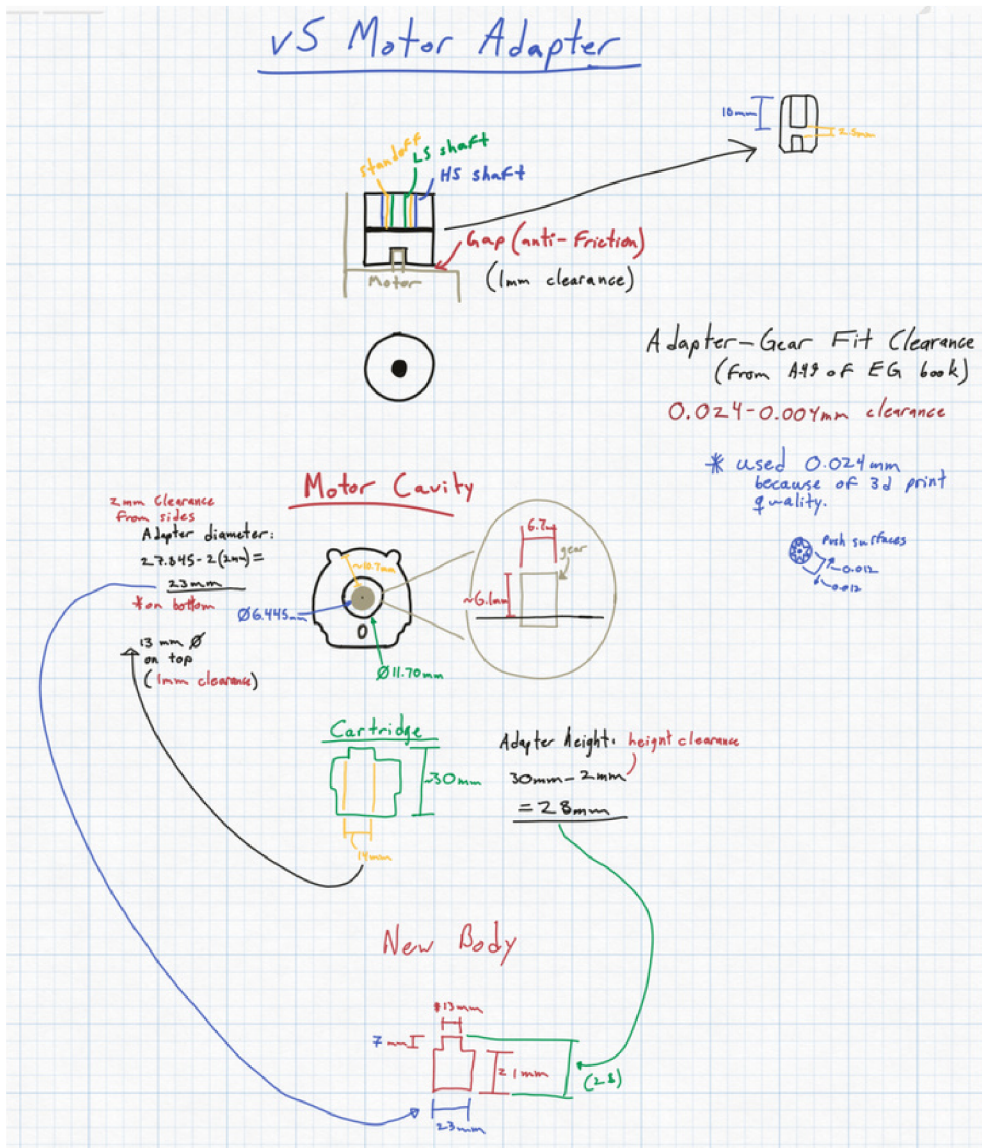 v5 Motor Adapter
10mm
2.5mm
standoff
LS shaft
HS shaft
Gap (anti-Friction)
(1mm clearance)
Motor
Adapter-Gear Fit Clearance
(From A-49 of EG book)
0.024-0.004mm clearance
* used 0.024mm
because of 3d print
quality.
Push surfaces
0.012
0.012
Motor Cavity
2mm Clearance
From sides
Adapter diameter:
27.845-2(2mm)=
23mm
*on bottom
~10.7mm
Ø6.445mm
Ø11.70mm
6.7m
gear
~6.1mm
13 mm Ø
on top
(1mm clearance)
Cartridge
~30mm
14mm
Adapter height: height clearance
30mm-2mm
=28mm
New Body
13mm
7mm
21mm
(28)
23mm